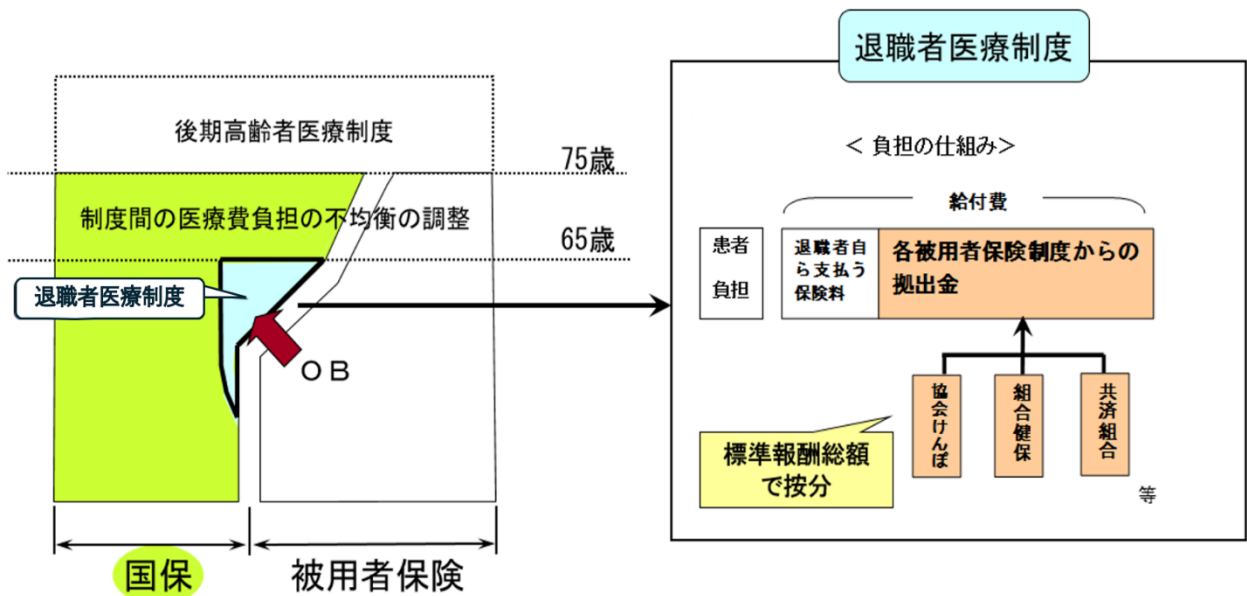 後期高齢者医療制度
75歳
制度間の医療費負担の不均衡の調整
65歳
退職者医療制度
ＯＢ
国保
被用者保険
退職者医療制度
＜ 負担の仕組み＞
給付費
患者
負担
退職者自
ら支払う
保険料
各被用者保険制度からの
拠出金
協会けんぽ
組合健保
共済組合
等
標準報酬総額
で按分